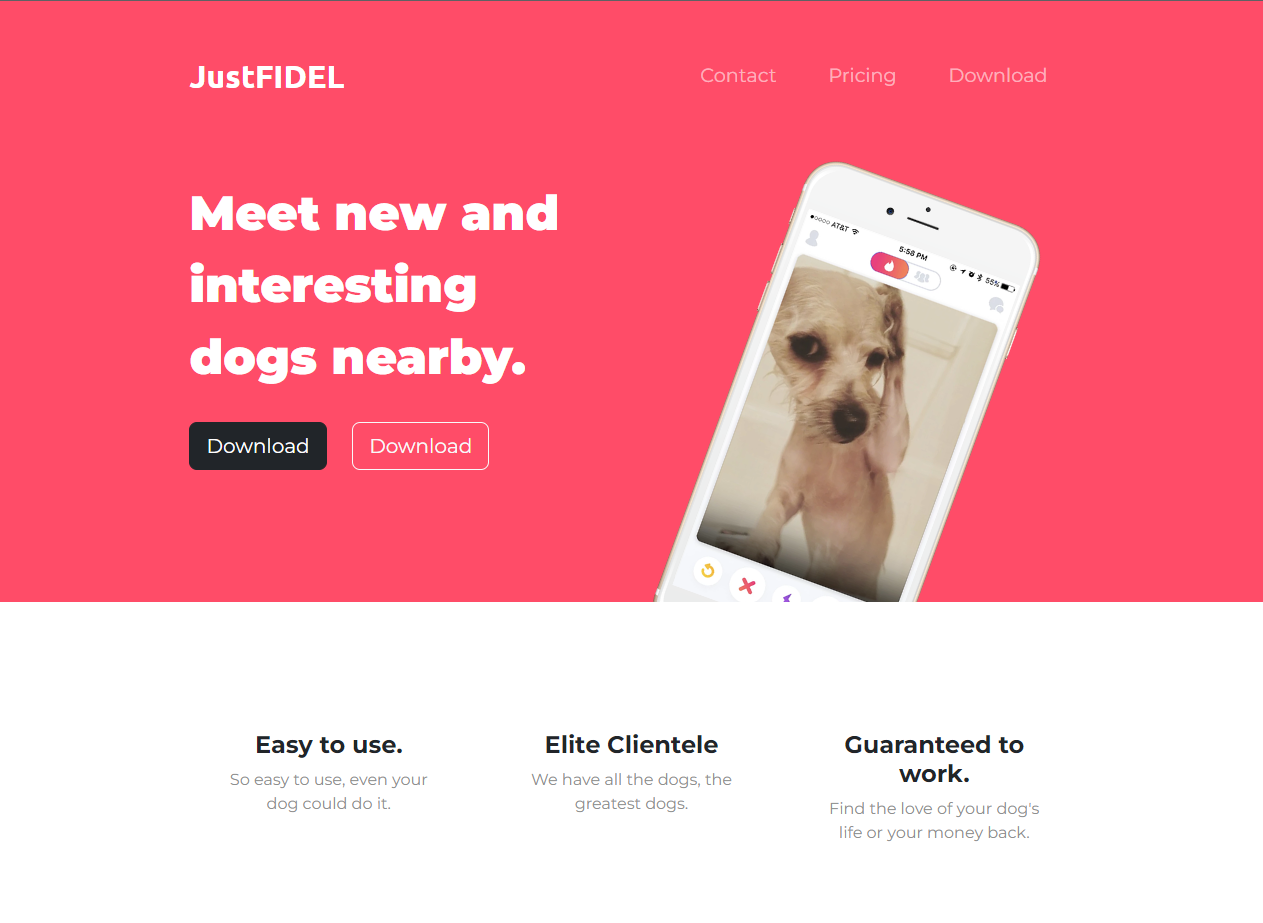 JustFIDEL
Contact Pricing Download
Meet new and
interesting
dogs nearby.
Download Download
AT&T
5:58 PM
55%
Easy to use.
So easy to use, even your
dog could do it.
Elite Clientele
We have all the dogs, the
greatest dogs.
Guaranteed to
work.
Find the love of your dog's
life or your money back.